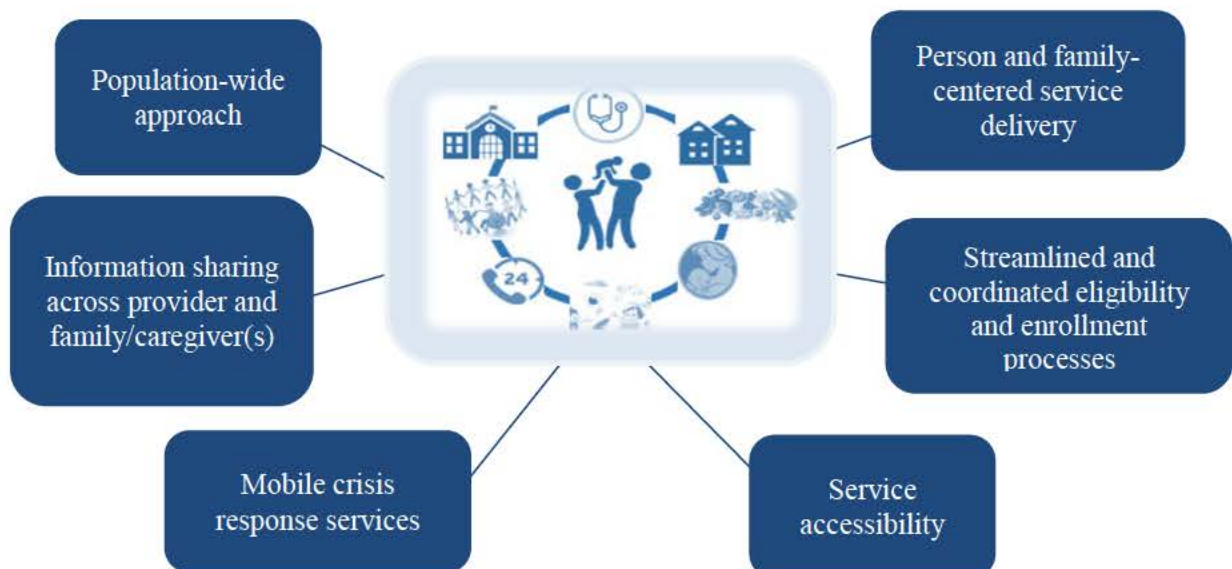 Population-wide
approach
Person and family-
centered service
delivery
Information sharing
across provider and
family/caregiver(s)
24
Streamlined and
coordinated eligibility
and enrollment
processes
Mobile crisis
response services
Service
accessibility